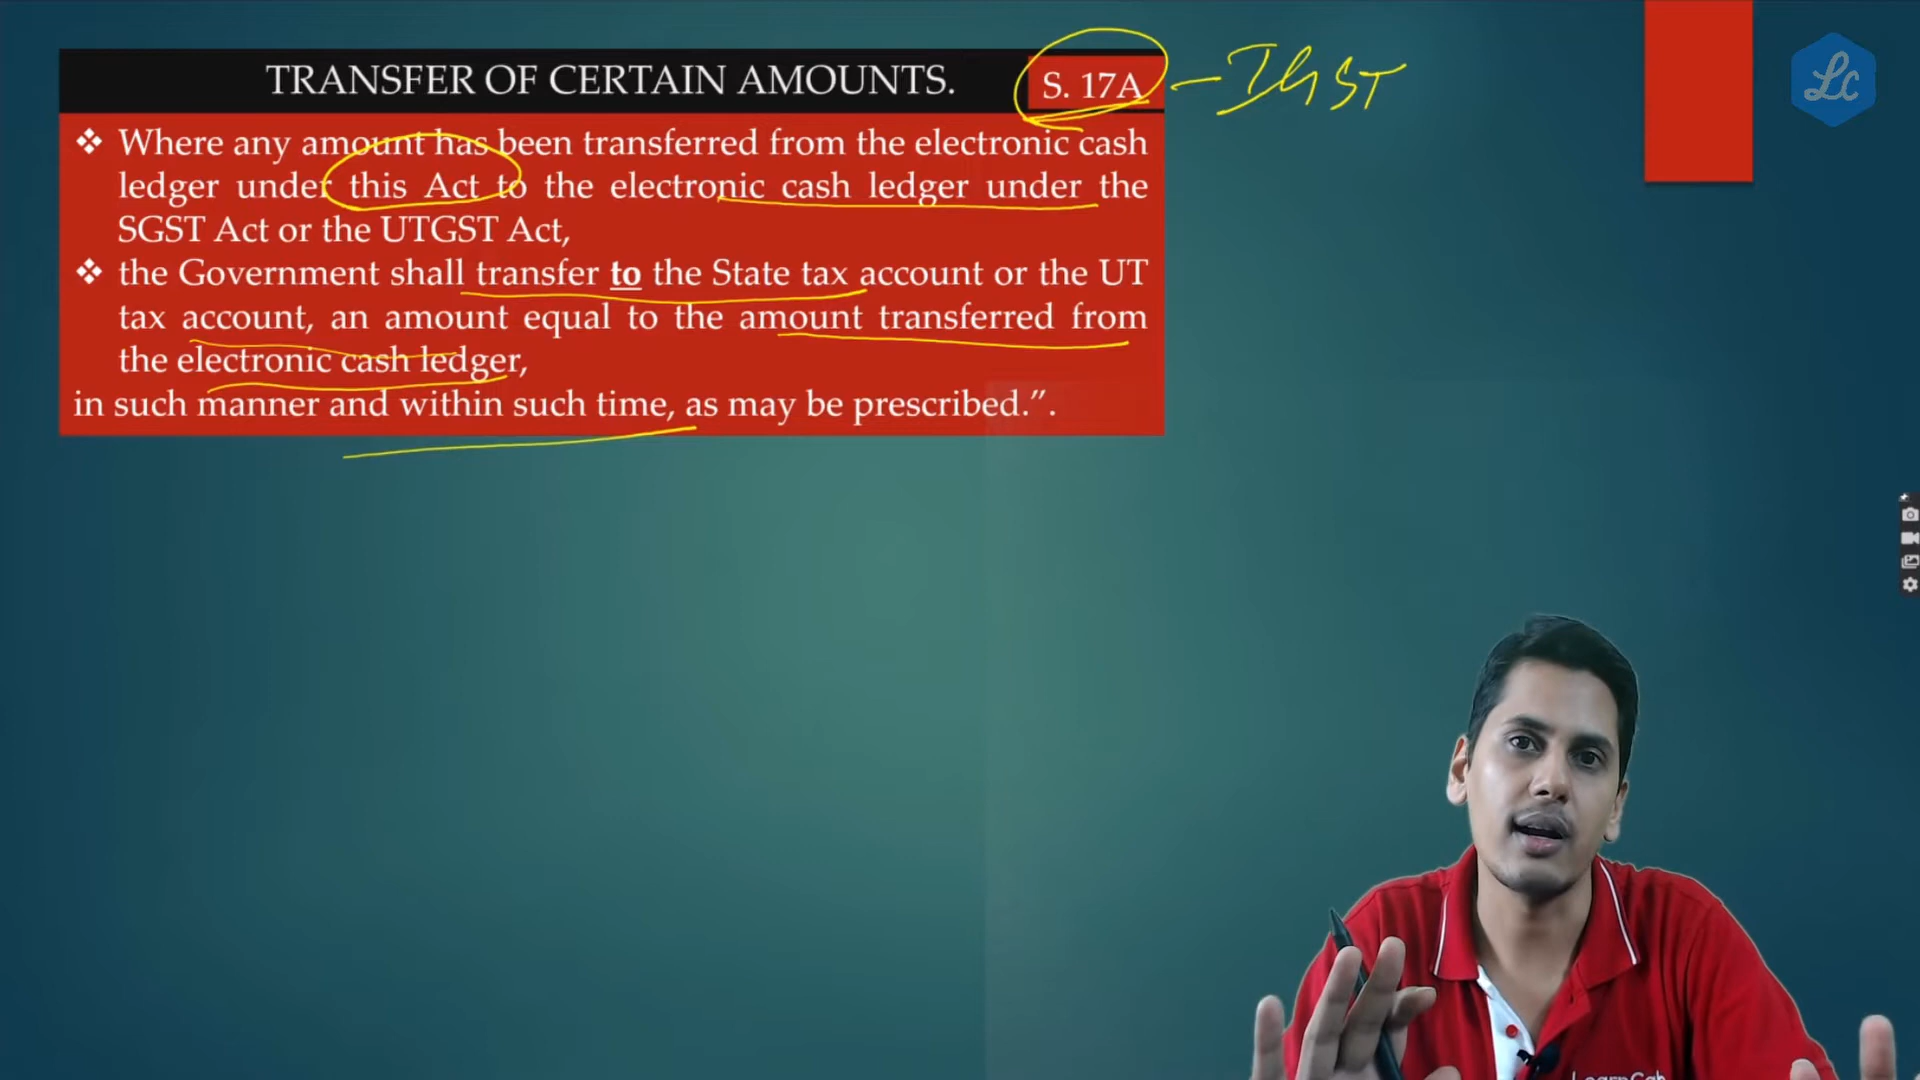 TRANSFER OF CERTAIN AMOUNTS. S. 17A - IGST
Lc
❖ Where any amount has been transferred from the electronic cash
ledger under this Act to the electronic cash ledger under the
SGST Act or the UTGST Act,
❖ the Government shall transfer to the State tax account or the UT
tax account, an amount equal to the amount transferred from
the electronic cash ledger,
in such manner and within such time, as may be prescribed.”.
LearnCab